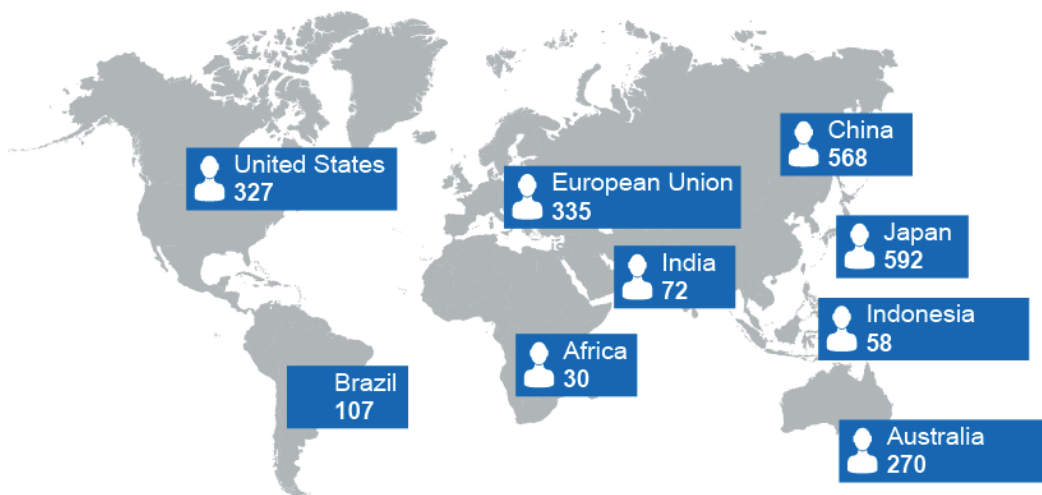 China
568
United States
327
European Union
335
Japan
592
India
72
Indonesia
58
Africa
30
Brazil
107
Australia
270